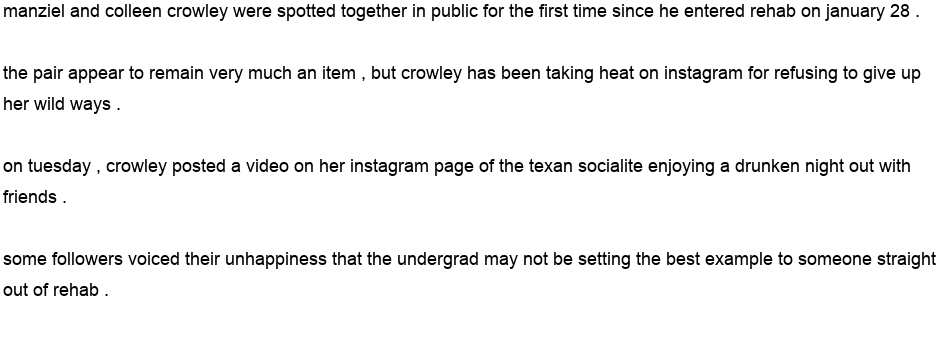 manziel and colleen crowley were spotted together in public for the first time since he entered rehab on january 28 .
the pair appear to remain very much an item , but crowley has been taking heat on instagram for refusing to give up
her wild ways .
on tuesday , crowley posted a video on her instagram page of the texan socialite enjoying a drunken night out with
friends .
some followers voiced their unhappiness that the undergrad may not be setting the best example to someone straight
out of rehab .